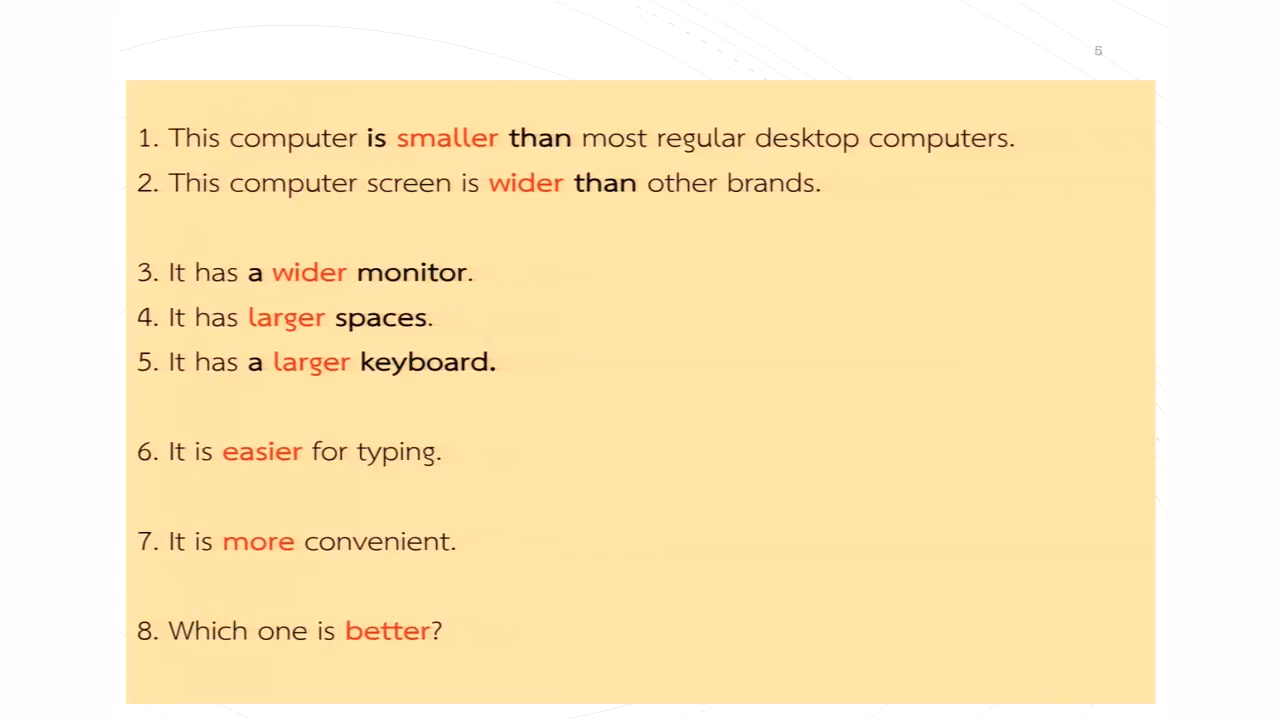 5
1. This computer is smaller than most regular desktop computers.
2. This computer screen is wider than other brands.
3. It has a wider monitor.
4. It has larger spaces.
5. It has a larger keyboard.
6. It is easier for typing.
7. It is more convenient.
8. Which one is better?